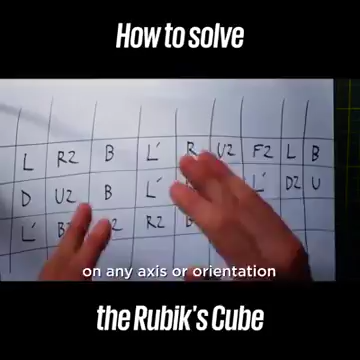 How to solve
L R2 B L' R U2 F2 L B
D U2 B L' L' D2 U
L' R2 B
on any axis or orientation
the Rubik's Cube